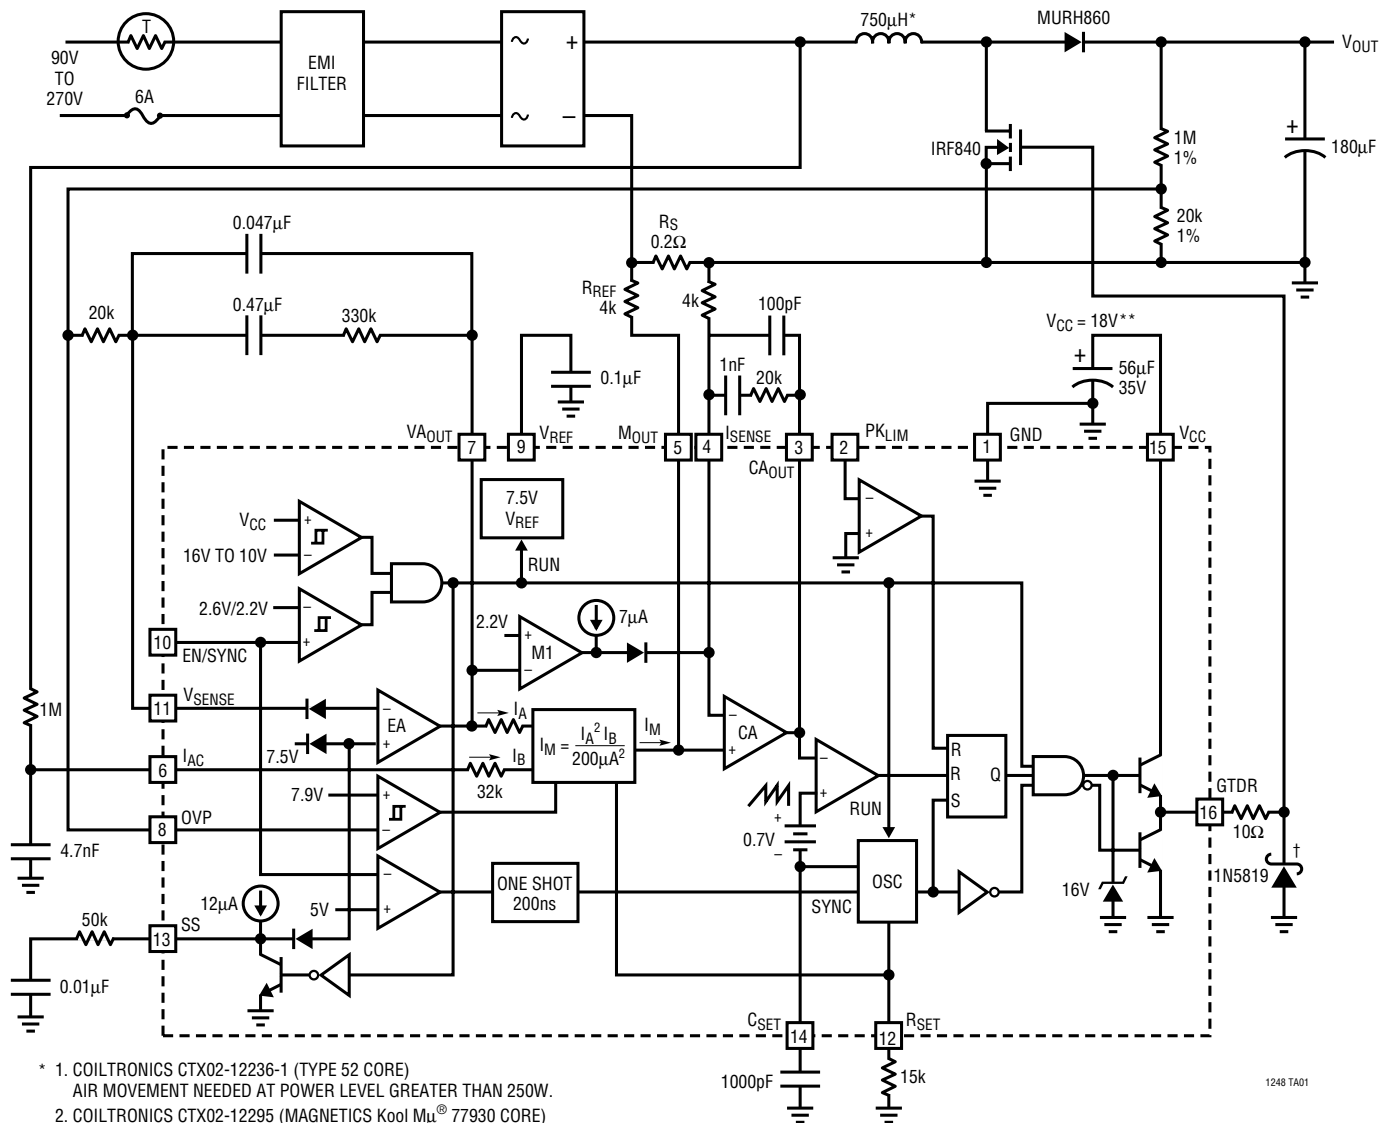 T
90V
TO
270V
6A
EMI
FILTER
~
~
+
–
750µH*
MURH860
VOUT
IRF840
1M
1%
20k
1%
+
180µF
RS
0.2Ω
RREF
4k
4k
100pF
1nF
20k
0.047µF
0.47µF
330k
20k
0.1µF
VCC = 18V**
+
56µF
35V
VAOUT
7
9
VREF
MOUT
5
4
ISENSE
3
CAOUT
2
PKLIM
1
GND
15
VCC
7.5V
VREF
RUN
VCC
+
16V TO 10V
–
2.6V/2.2V
–
+
10
EN/SYNC
2.2V
+
M1
–
7µA
1M
11
VSENSE
–
EA
+
7.5V
IA
IB
32k
IM = IA² IB / 200µA²
IM
–
CA
+
6
IAC
7.9V
+
–
8
OVP
4.7nF
–
+
RUN
+
0.7V
–
R
R
S
Q
GTDR
16
10Ω
†
1N5819
16V
–
5V
+
ONE SHOT
200ns
SYNC
OSC
12µA
50k
13
SS
0.01µF
CSET
14
1000pF
RSET
12
15k
–
+
* 1. COILTRONICS CTX02-12236-1 (TYPE 52 CORE)
AIR MOVEMENT NEEDED AT POWER LEVEL GREATER THAN 250W.
2. COILTRONICS CTX02-12295 (MAGNETICS Kool Mµ® 77930 CORE)
1248 TA01